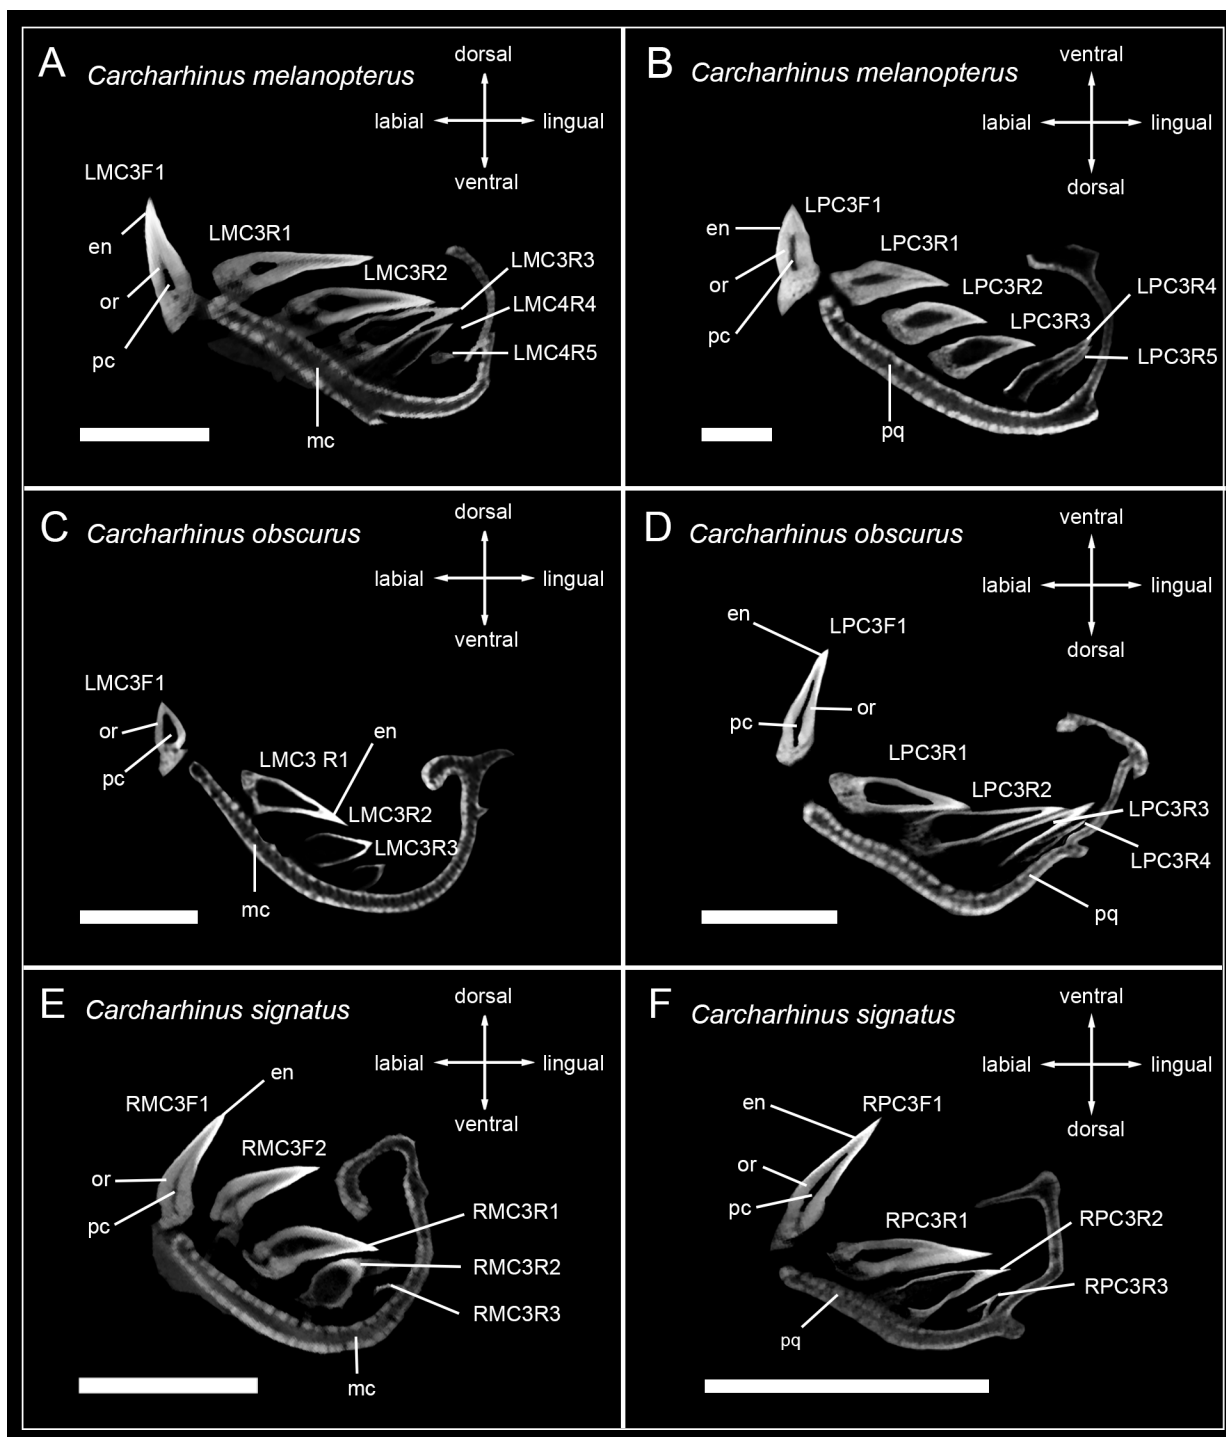 A
Carcharhinus melanopterus
dorsal
labial
lingual
ventral
LMC3F1
en
or
pc
LMC3R1
LMC3R2
LMC3R3
LMC4R4
LMC4R5
mc
B
Carcharhinus melanopterus
ventral
labial
lingual
dorsal
LPC3F1
en
or
pc
LPC3R1
LPC3R2
LPC3R3
LPC3R4
LPC3R5
pq
C
Carcharhinus obscurus
dorsal
labial
lingual
ventral
LMC3F1
or
pc
LMC3 R1
en
LMC3R2
LMC3R3
mc
D
Carcharhinus obscurus
ventral
labial
lingual
dorsal
en
LPC3F1
pc
or
LPC3R1
LPC3R2
LPC3R3
LPC3R4
pq
E
Carcharhinus signatus
dorsal
labial
lingual
ventral
en
RMC3F1
RMC3F2
or
pc
RMC3R1
RMC3R2
RMC3R3
mc
F
Carcharhinus signatus
ventral
labial
lingual
dorsal
en
RPC3F1
or
pc
RPC3R1
RPC3R2
RPC3R3
pq